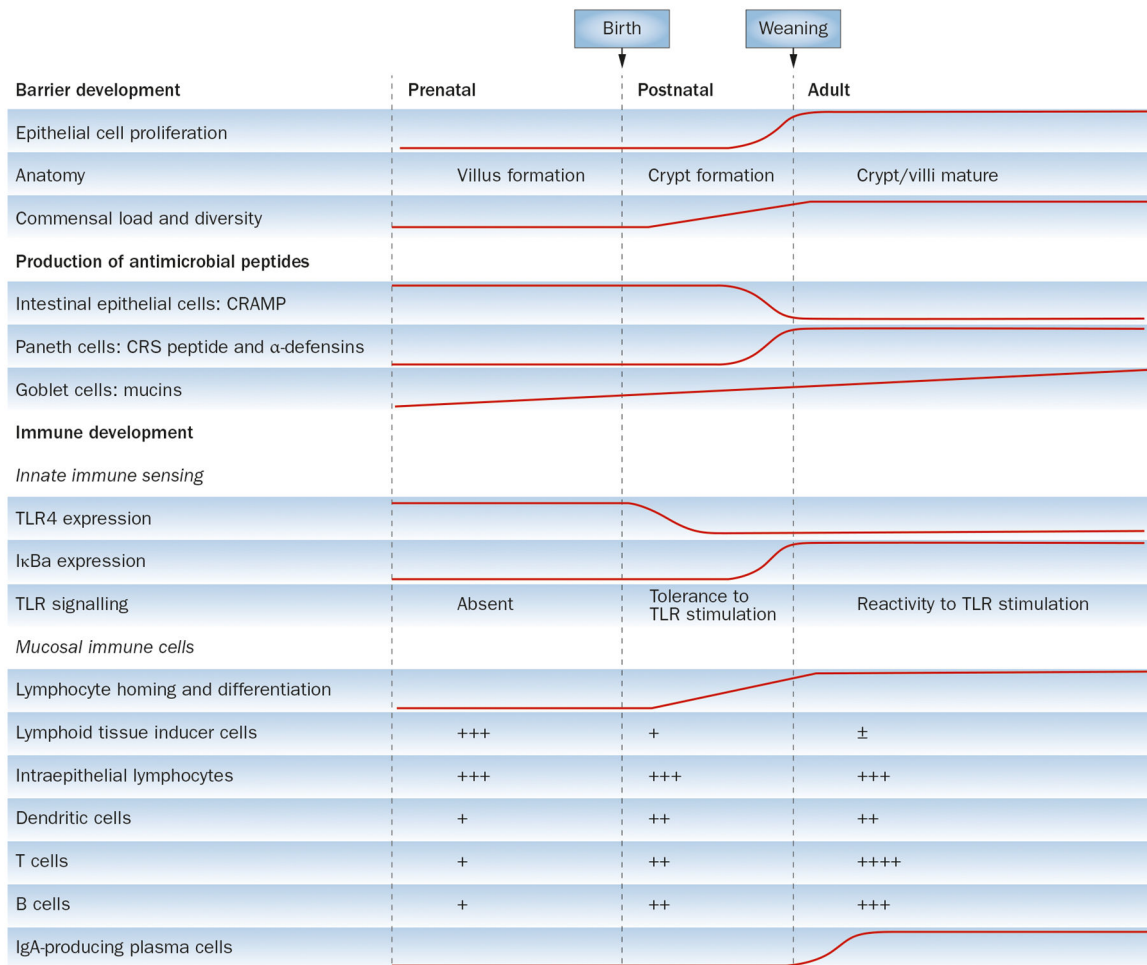 Birth Weaning
Barrier development Prenatal Postnatal Adult
Epithelial cell proliferation
Anatomy Villus formation Crypt formation Crypt/villi mature
Commensal load and diversity
Production of antimicrobial peptides
Intestinal epithelial cells: CRAMP
Paneth cells: CRS peptide and α-defensins
Goblet cells: mucins
Immune development
Innate immune sensing
TLR4 expression
IκBa expression
TLR signalling Absent Tolerance to TLR stimulation Reactivity to TLR stimulation
Mucosal immune cells
Lymphocyte homing and differentiation
Lymphoid tissue inducer cells +++ + ±
Intraepithelial lymphocytes +++ +++ +++
Dendritic cells + ++ ++
T cells + ++ ++++
B cells + ++ +++
IgA-producing plasma cells